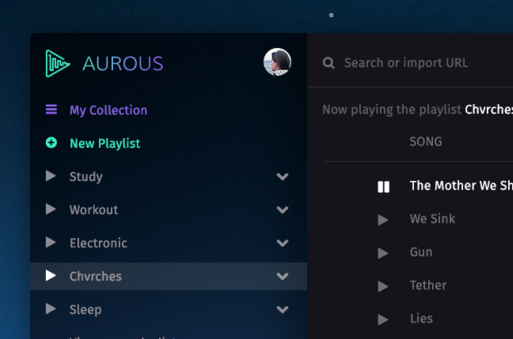 AUROUS
My Collection
New Playlist
Study
Workout
Electronic
Chvrches
Sleep
Search or import URL
Now playing the playlist Chvrches
SONG
The Mother We Sh
We Sink
Gun
Tether
Lies